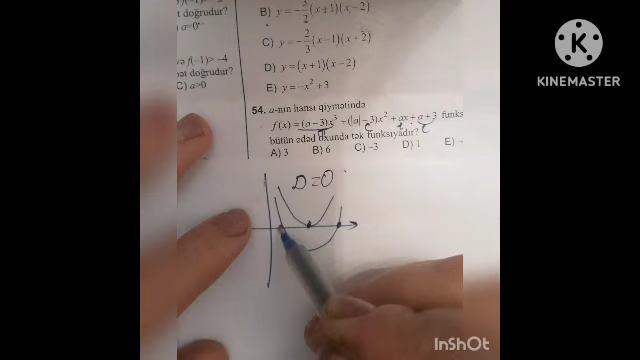 doğrudur?
a=0
B) y=-3/2(x+1)(x-2)
və f(-1)>-4
C) y=-2/3(x-1)(x+2)
bət doğrudur?
C) a>0
D) y=(x+1)(x-2)
E) y=-x²+3
54. a-nın hansı qiymətində
f(x)=(a-3)x³+(|a|-3)x²+ax+a+3 funks
bütün ədəd oxunda tək funksiyadır?
A) 3 B) 6 C) -3 D) 1 E) -
D=0
KINEMASTER
InShOt